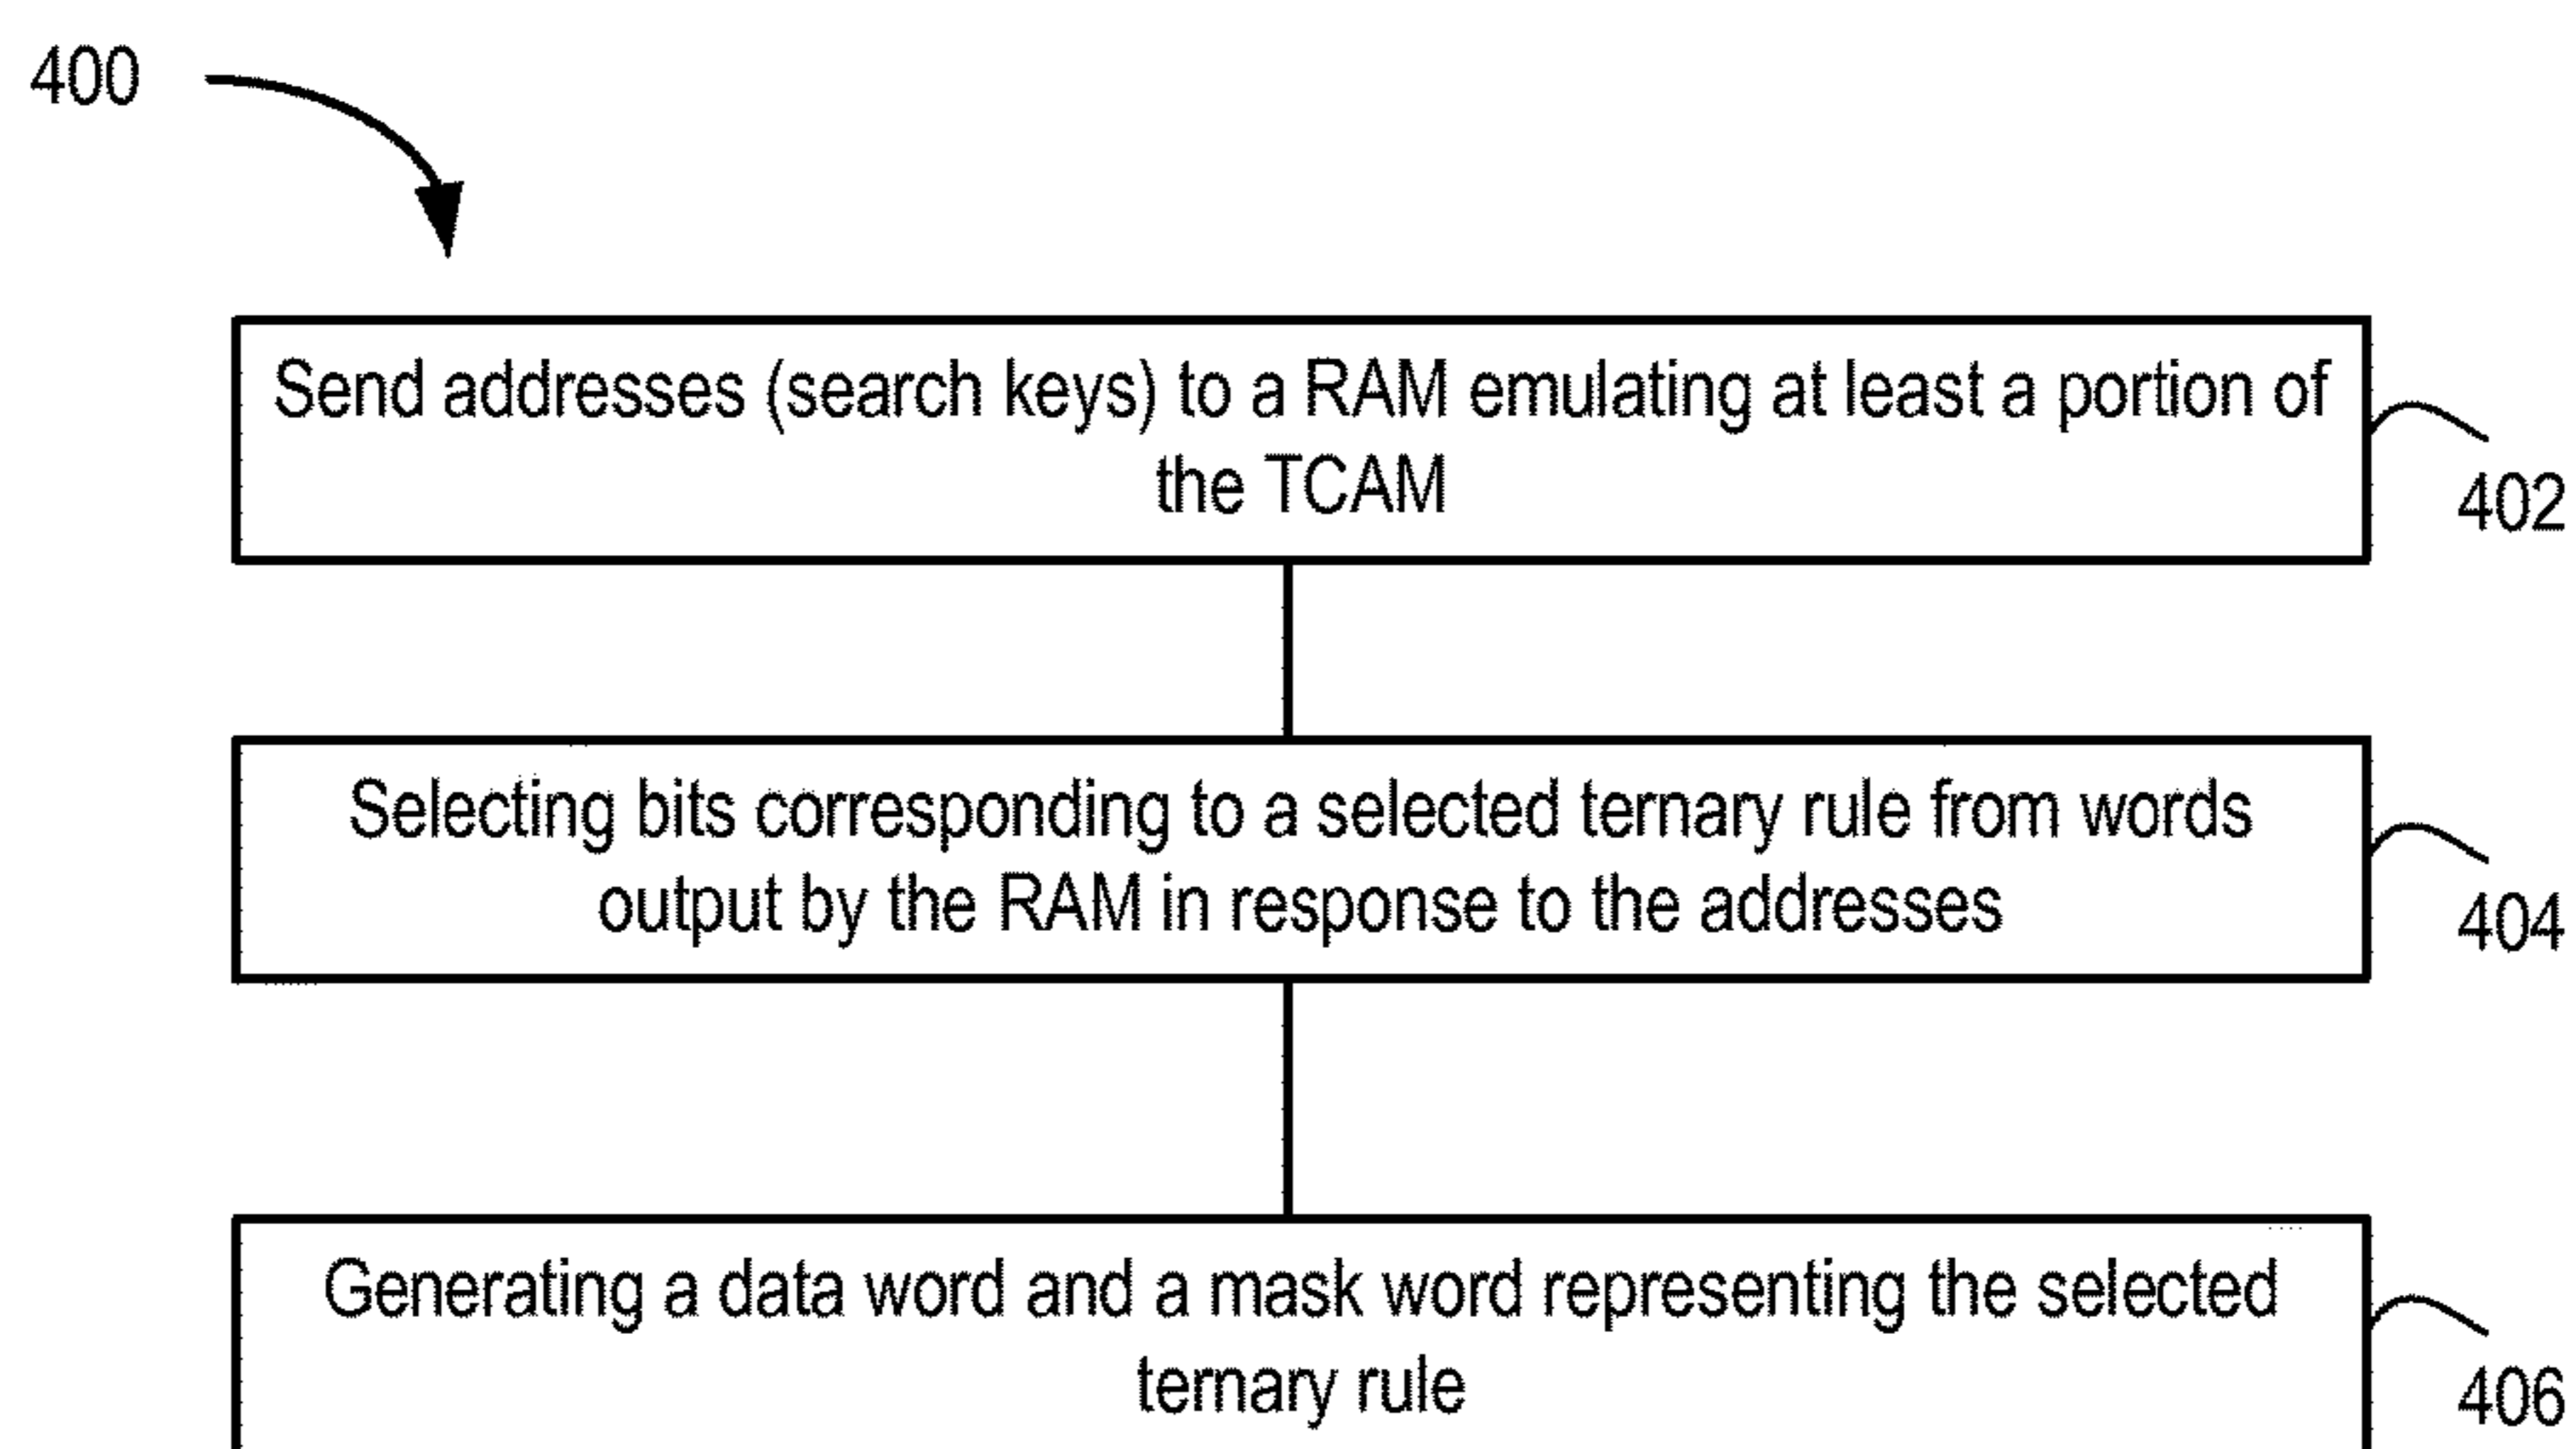 400
Send addresses (search keys) to a RAM emulating at least a portion of
the TCAM
402
Selecting bits corresponding to a selected ternary rule from words
output by the RAM in response to the addresses
404
Generating a data word and a mask word representing the selected
ternary rule
406